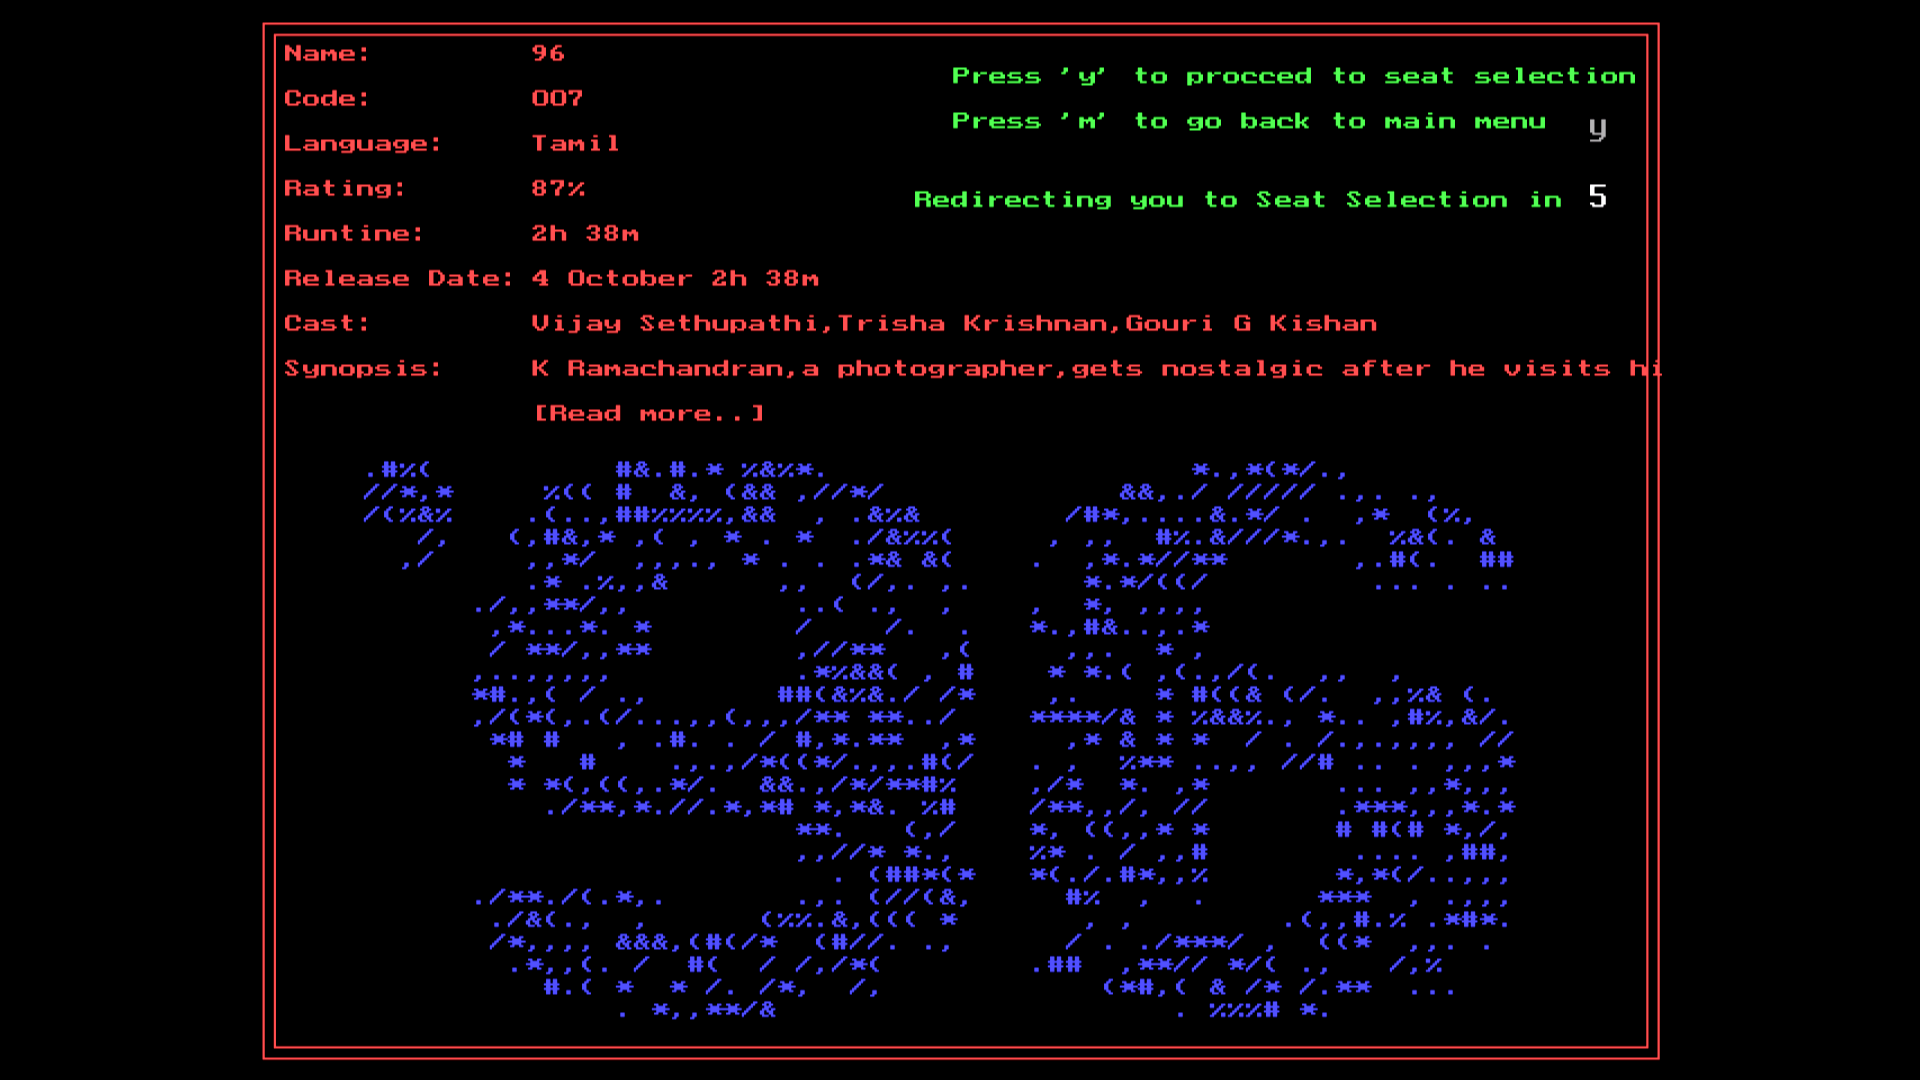 Name: 96
Press 'y' to procced to seat selection
Code: 007
Press 'm' to go back to main menu y
Language: Tamil
Rating: 87%
Redirecting you to Seat Selection in 5
Runtine: 2h 38m
Release Date: 4 October 2h 38m
Cast: Vijay Sethupathi,Trisha Krishnan,Gouri G Kishan
Synopsis: K Ramachandran,a photographer,gets nostalgic after he visits hi
[Read more..]
'96